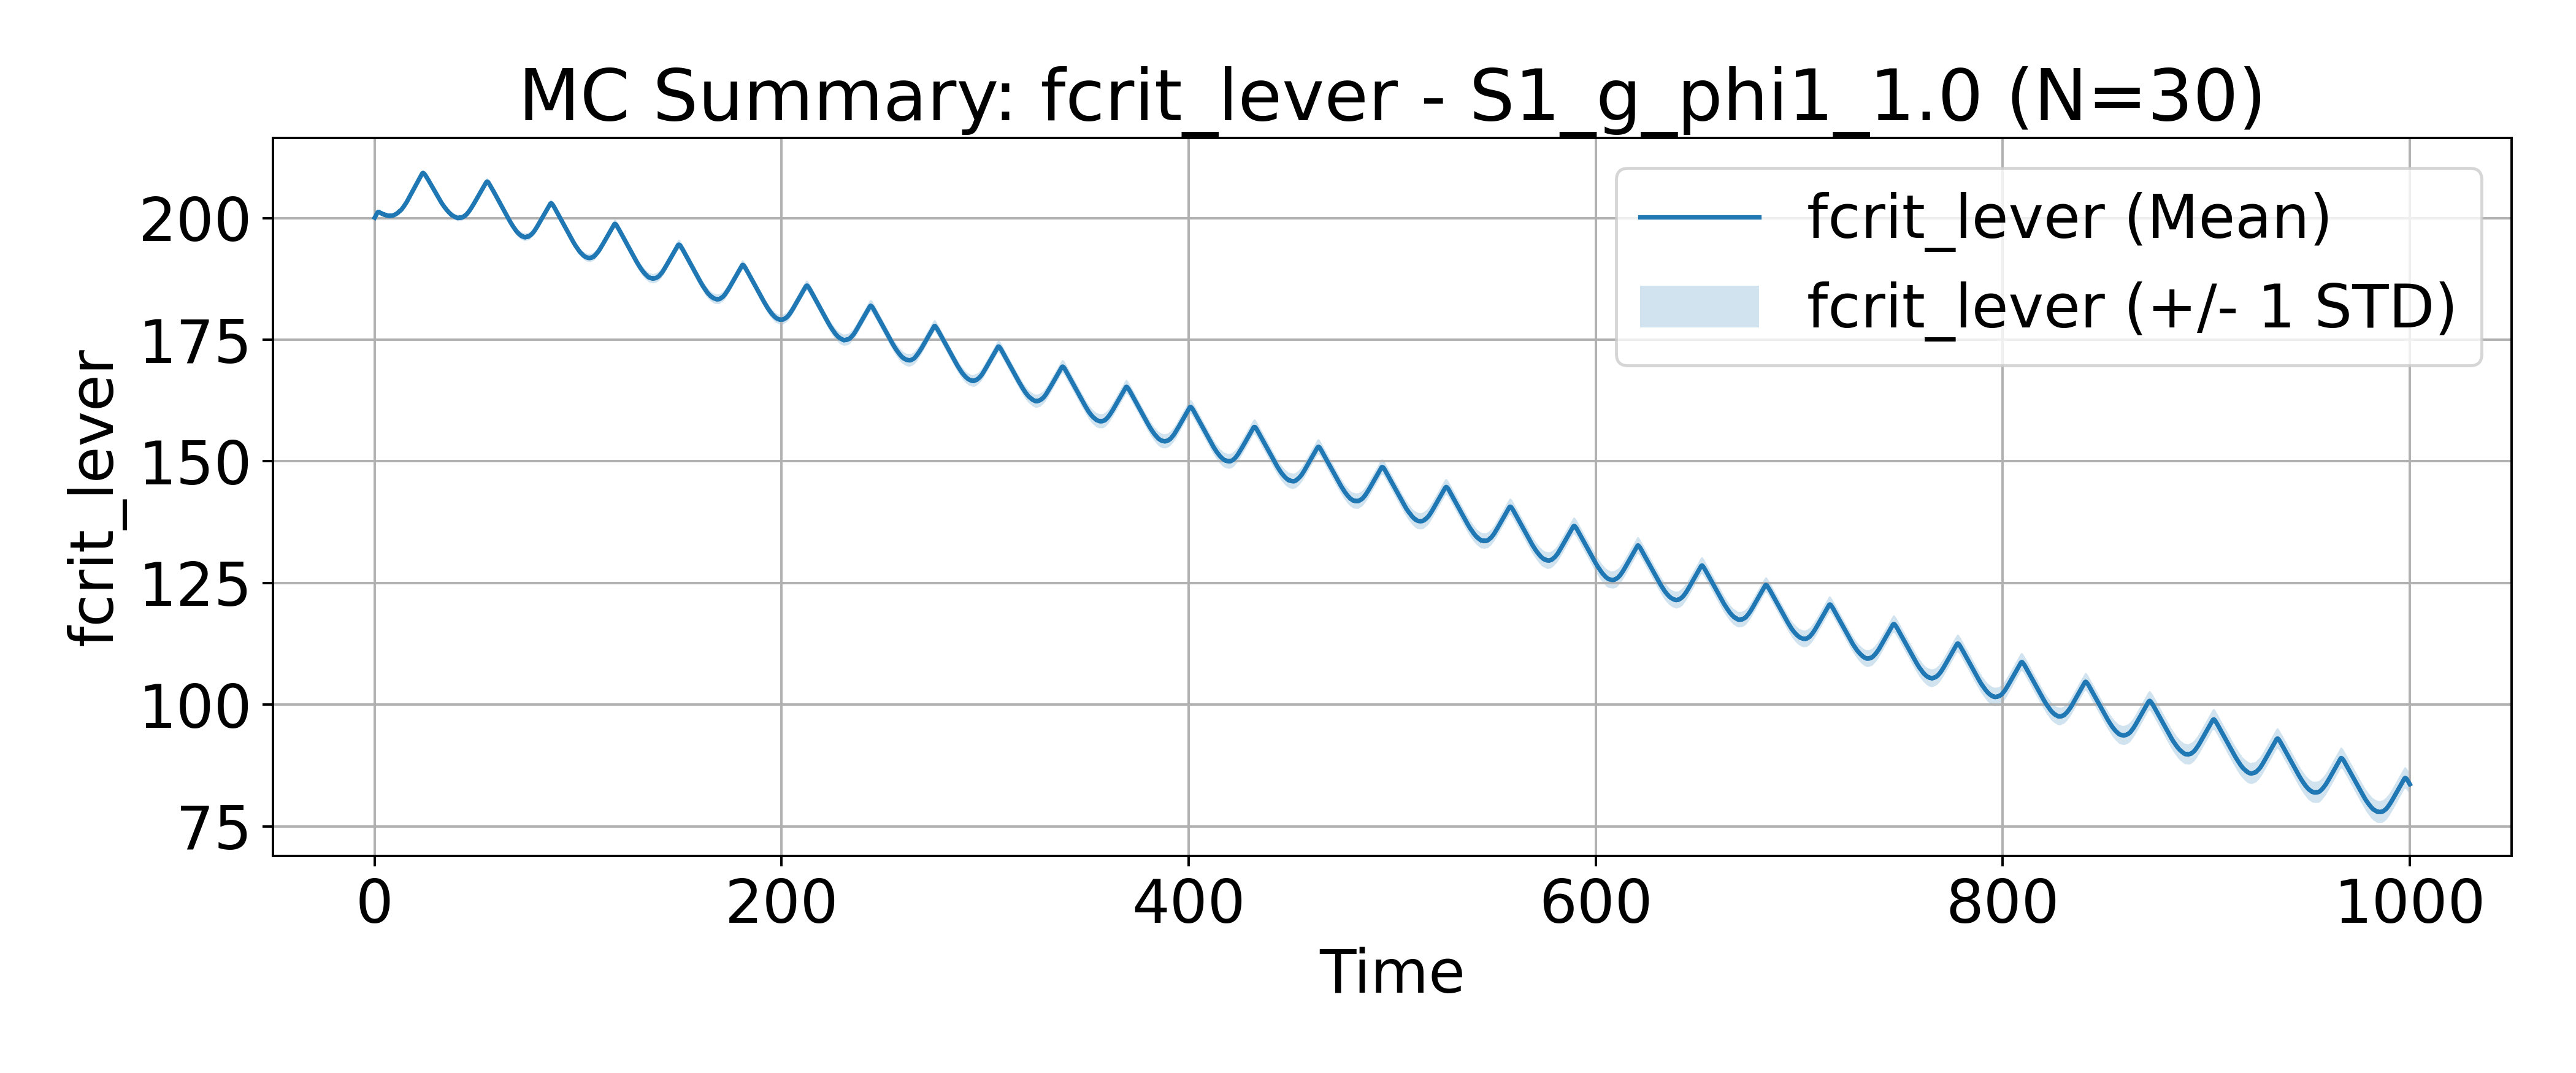 MC Summary: fcrit_lever - S1_g_phi1_1.0 (N=30)
fcrit_lever (Mean)
fcrit_lever (+/- 1 STD)
fcrit_lever
200
175
150
125
100
75
0 200 400 600 800 1000
Time